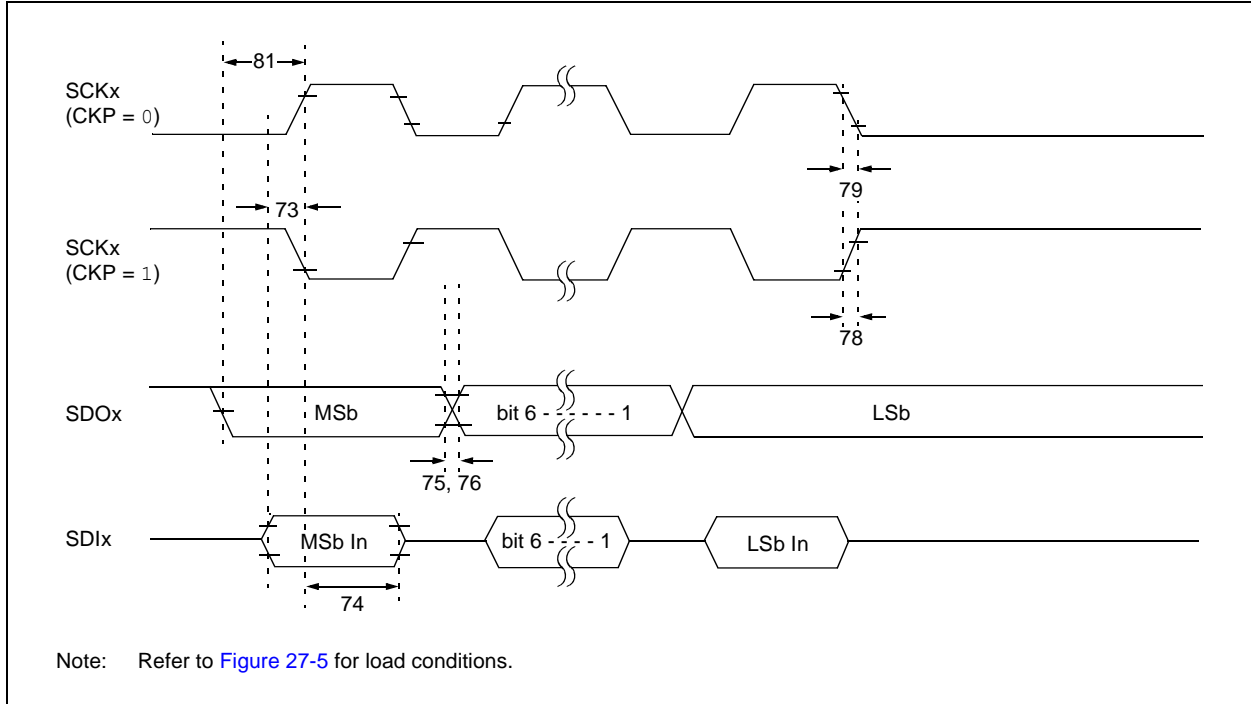 81
SCKx
(CKP = 0)
79
73
SCKx
(CKP = 1)
78
SDOx
MSb
bit 6 - - - - - - 1
LSb
75, 76
SDIx
MSb In
bit 6 - - - - 1
LSb In
74
Note: Refer to Figure 27-5 for load conditions.